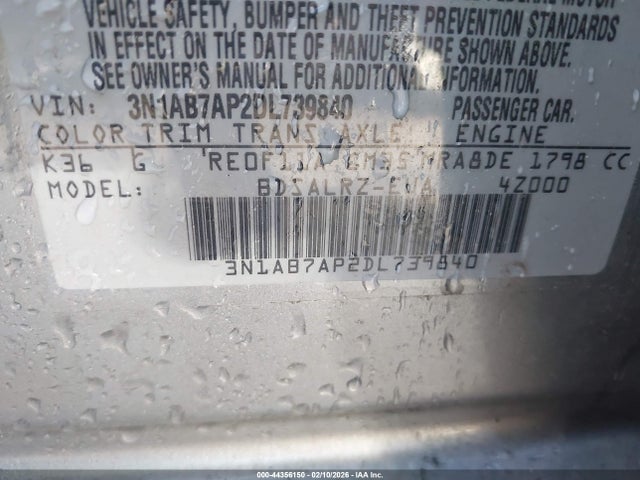 VEHICLE SAFETY, BUMPER AND THEFT PREVENTION STANDARDS
IN EFFECT ON THE DATE OF MANUFACTURE SHOWN ABOVE.
SEE OWNER'S MANUAL FOR ADDITIONAL INFORMATION.
VIN: 3N1AB7AP2DL739840 PASSENGER CAR.
COLOR TRIM TRANS AXLE ENGINE
K36 G 1798 CC
MODEL 4Z000
3N1AB7AP2DL739840
000-44356150 - 02/10/2026 - IAA Inc.